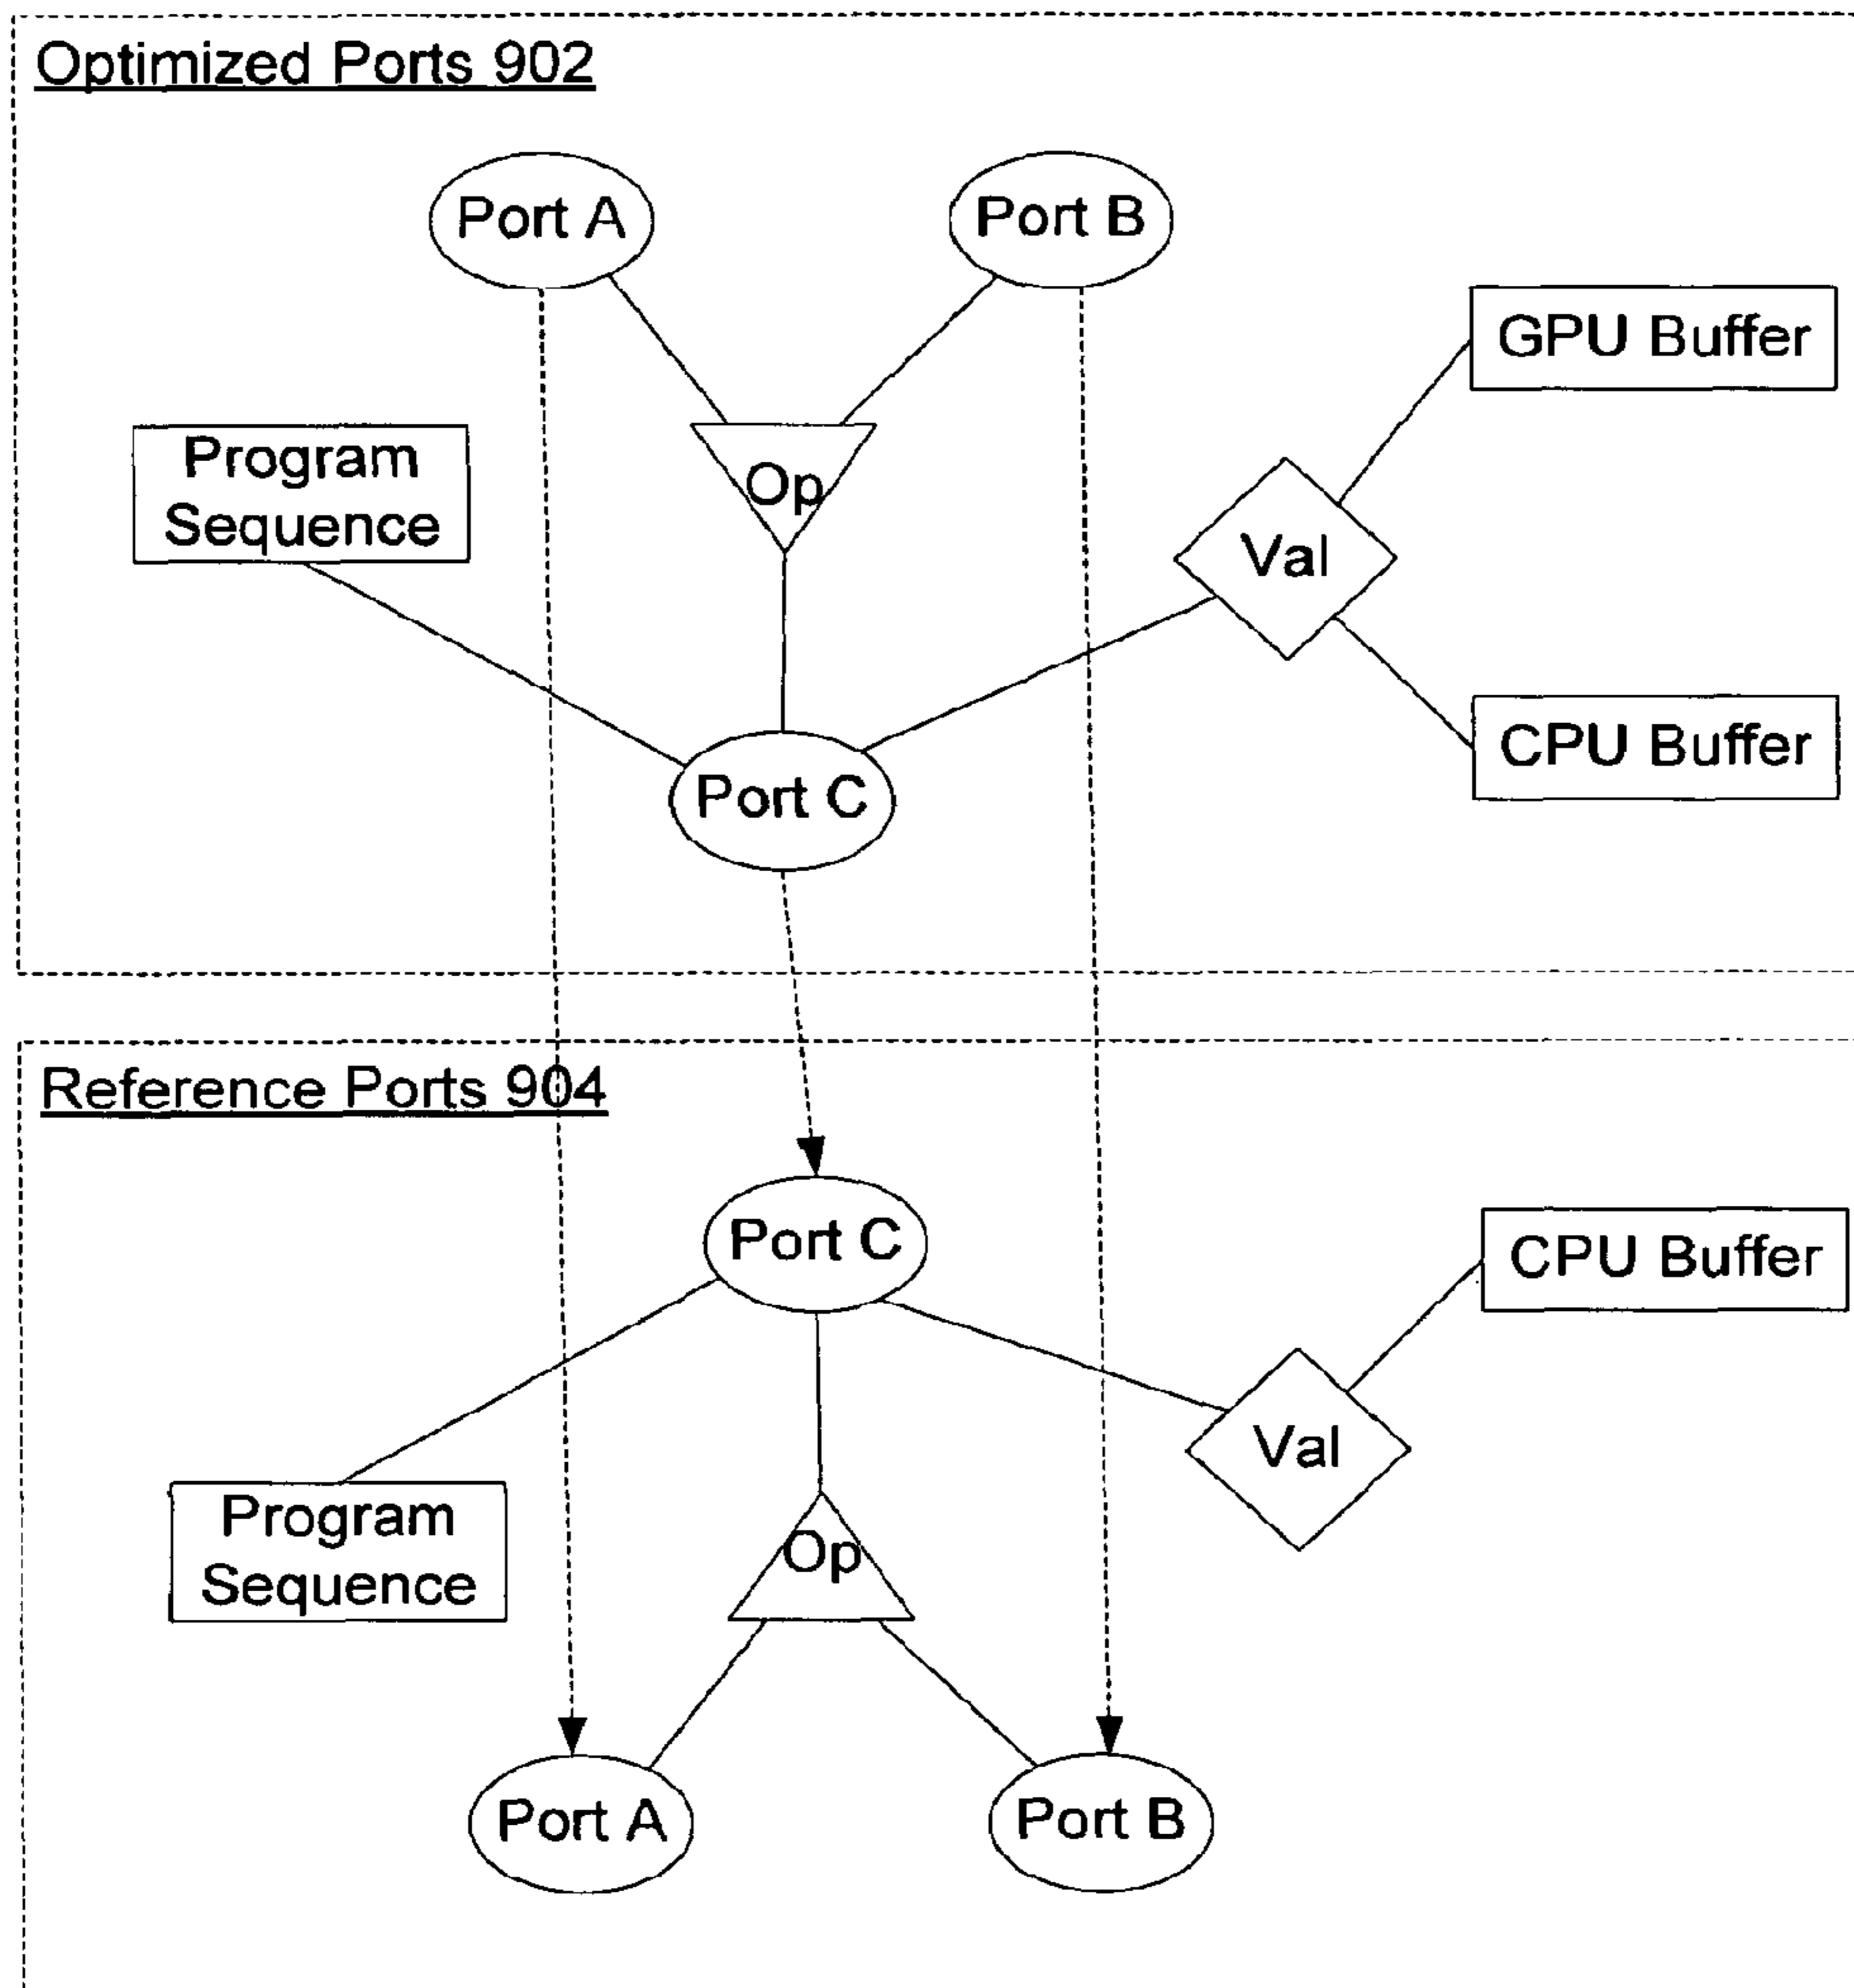 Optimized Ports 902
Port A
Port B
GPU Buffer
Program
Sequence
Op
Val
CPU Buffer
Port C
Reference Ports 904
Port C
CPU Buffer
Val
Program
Sequence
Op
Port A
Port B